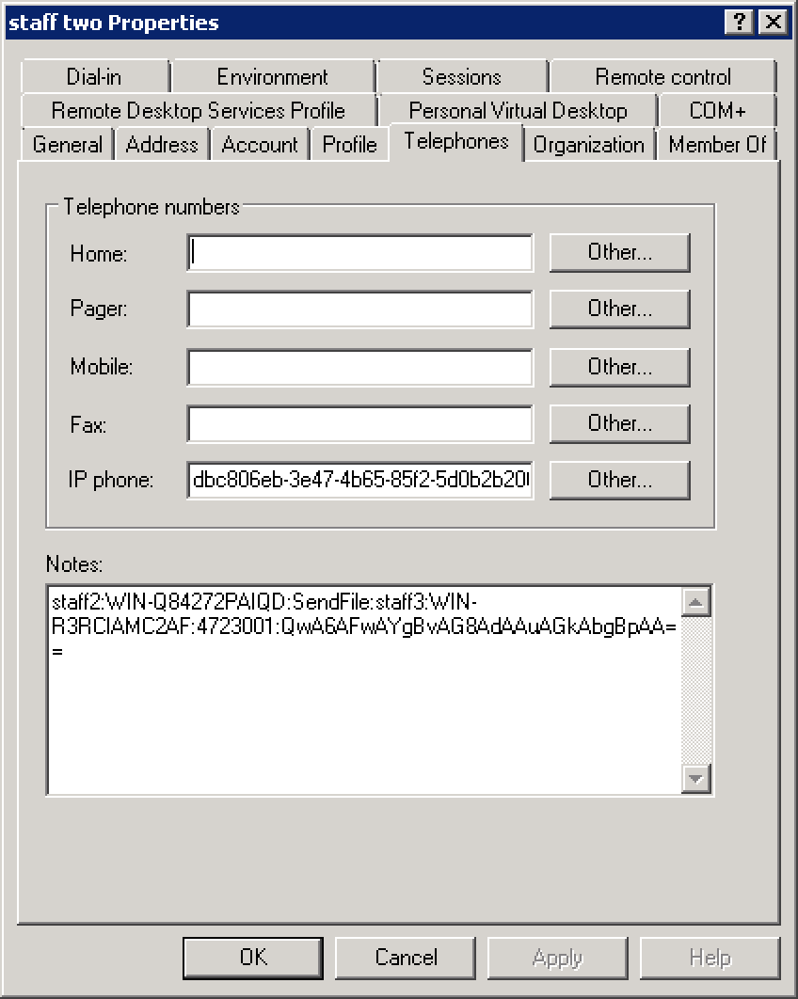 staff two Properties
Dial-in Environment Sessions Remote control
Remote Desktop Services Profile Personal Virtual Desktop COM+
General Address Account Profile Telephones Organization Member Of
Telephone numbers
Home: Other...
Pager: Other...
Mobile: Other...
Fax: Other...
IP phone: dbc806eb-3e47-4b65-85f2-5d0b2b20 Other...
Notes:
staff2:WIN-Q84272PAIQD:SendFile:staff3:WIN-
R3RCIAMC2AF:4723001:QwA6AFwAYgBvAG8AdAAuAGkAbgBpAA=
=
OK Cancel Apply Help